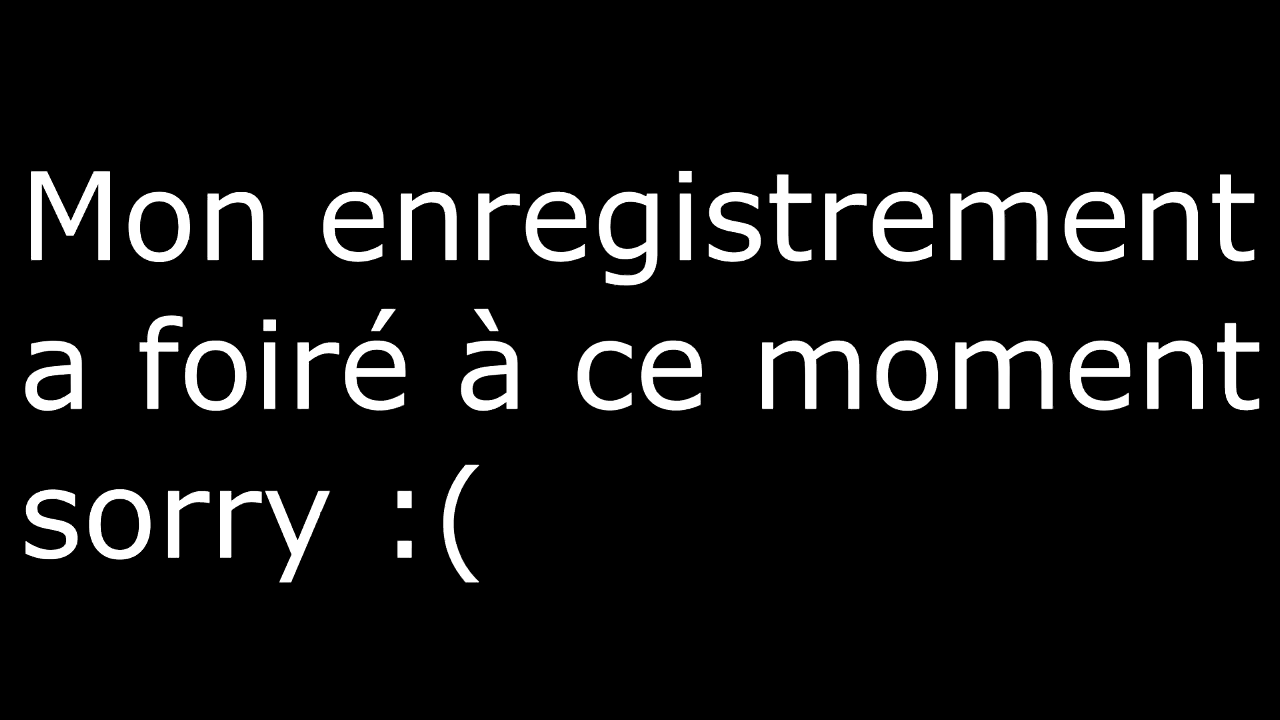 Mon enregistrement
a foiré à ce moment
sorry :(